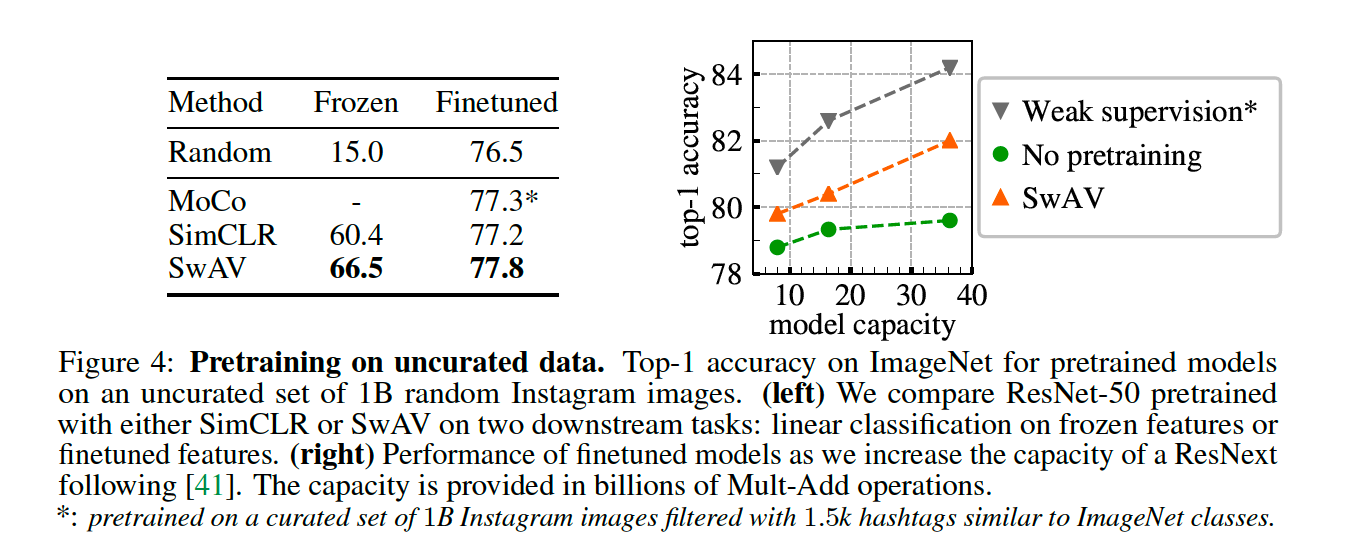 Method Frozen Finetuned
Random 15.0 76.5
MoCo - 77.3*
SimCLR 60.4 77.2
SwAV 66.5 77.8
top-1 accuracy
84
82
80
78
10 20 30 40
model capacity
Weak supervision*
No pretraining
SwAV
Figure 4: Pretraining on uncurated data. Top-1 accuracy on ImageNet for pretrained models
on an uncurated set of 1B random Instagram images. (left) We compare ResNet-50 pretrained
with either SimCLR or SwAV on two downstream tasks: linear classification on frozen features or
finetuned features. (right) Performance of finetuned models as we increase the capacity of a ResNext
following [41]. The capacity is provided in billions of Mult-Add operations.
*: pretrained on a curated set of 1B Instagram images filtered with 1.5k hashtags similar to ImageNet classes.